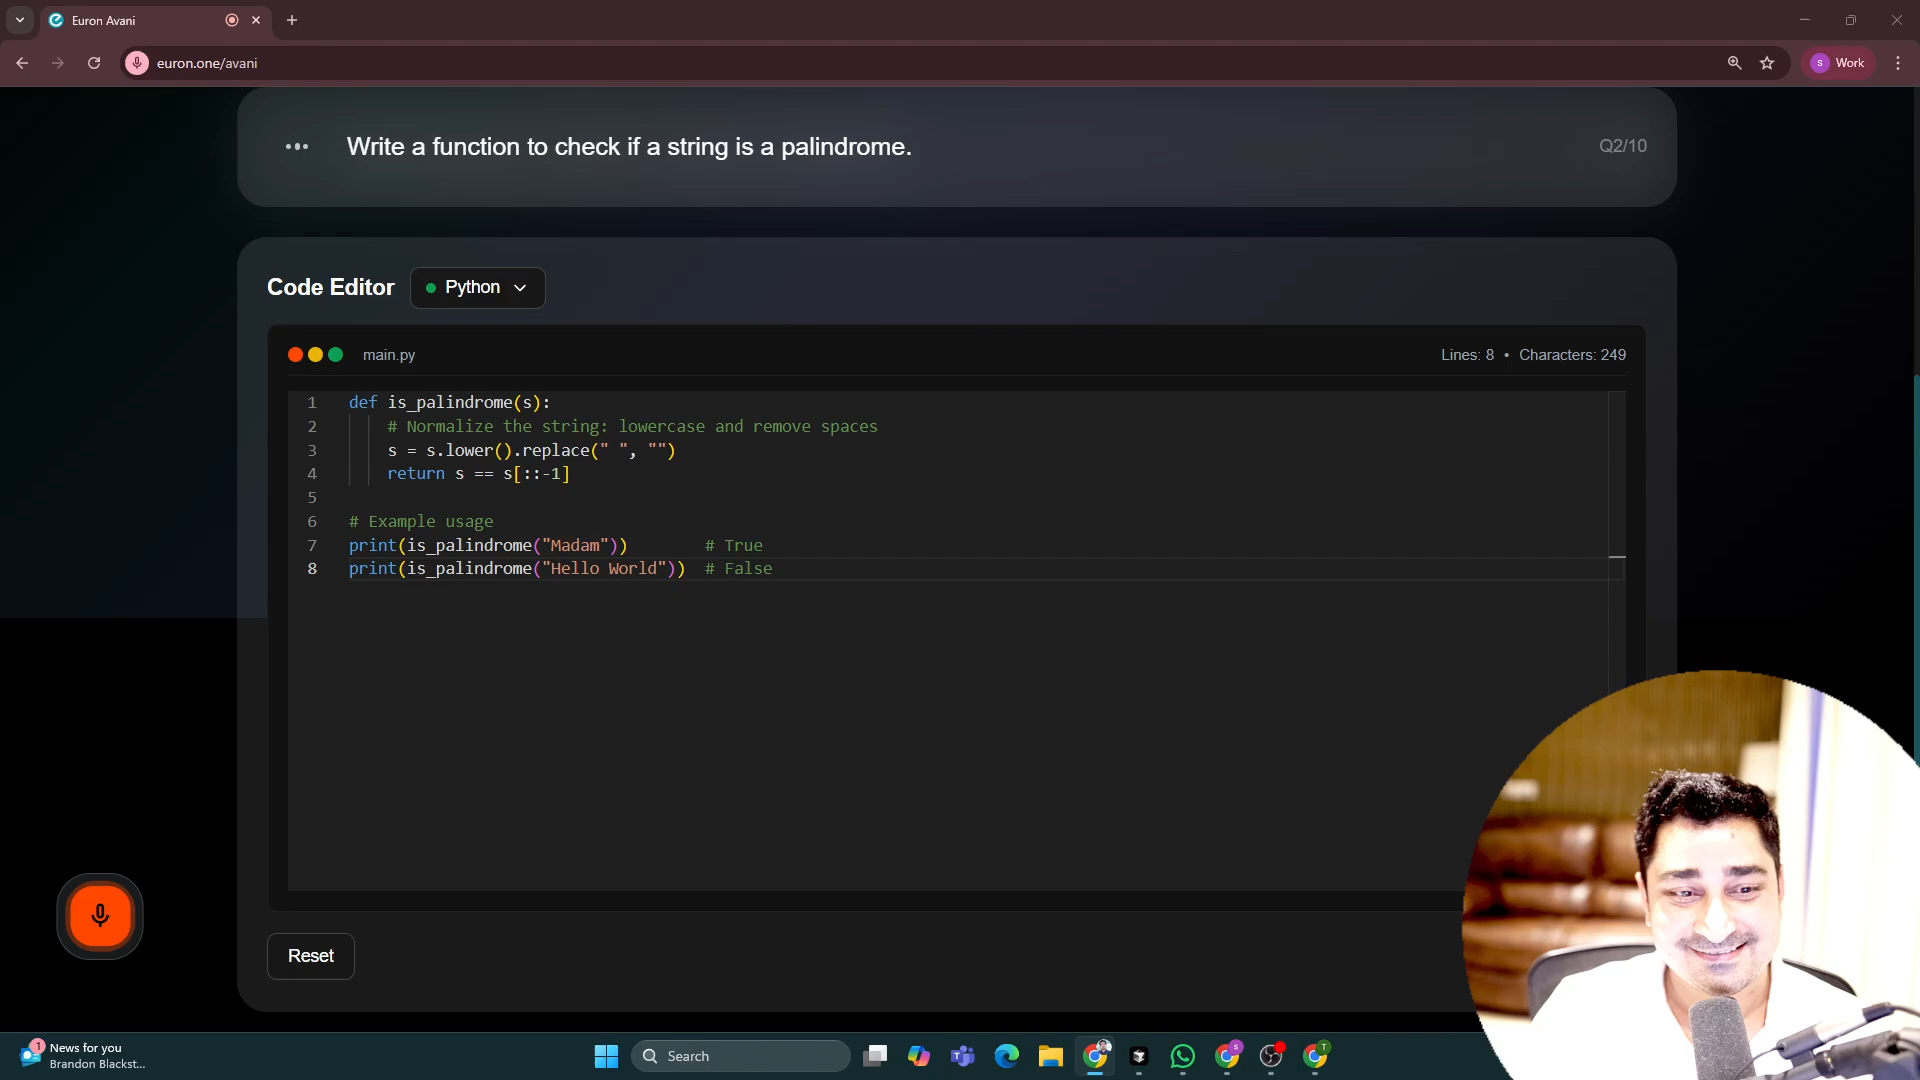 Euron Avani
euron.one/avani
S Work
Write a function to check if a string is a palindrome.
Q2/10
Code Editor
Python
main.py
Lines: 8 • Characters: 249
1 def is_palindrome(s):
2 # Normalize the string: lowercase and remove spaces
3 s = s.lower().replace(" ", "")
4 return s == s[::-1]
5
6 # Example usage
7 print(is_palindrome("Madam")) # True
8 print(is_palindrome("Hello World")) # False
Reset
1
News for you
Brandon Blackst...
Search
S
T